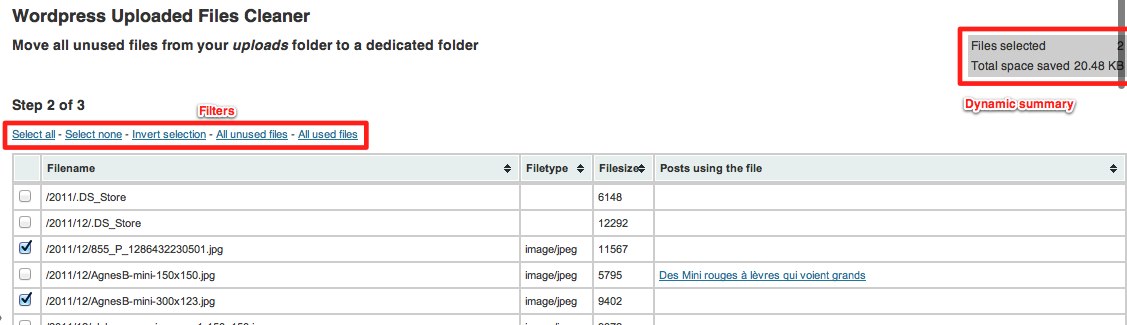 Wordpress Uploaded Files Cleaner
Move all unused files from your uploads folder to a dedicated folder
Files selected 2
Total space saved 20.48 KB
Dynamic summary
Step 2 of 3
Filters
Select all - Select none - Invert selection - All unused files - All used files
Filename Filetype Filesize Posts using the file
/2011/.DS_Store 6148
/2011/12/.DS_Store 12292
/2011/12/855_P_1286432230501.jpg image/jpeg 11567
/2011/12/AgnesB-mini-150x150.jpg image/jpeg 5795 Des Mini rouges à lèvres qui voient grands
/2011/12/AgnesB-mini-300x123.jpg image/jpeg 9402